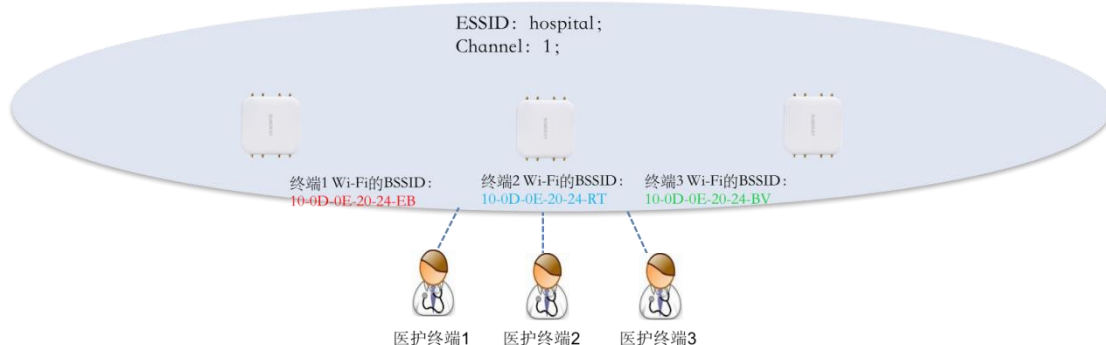 ESSID: hospital;
Channel: 1;
终端1 Wi-Fi的BSSID:
10-0D-0E-20-24-EB
终端2 Wi-Fi的BSSID:
10-0D-0E-20-24-RT
终端3 Wi-Fi的BSSID:
10-0D-0E-20-24-BV
医护终端1
医护终端2
医护终端3